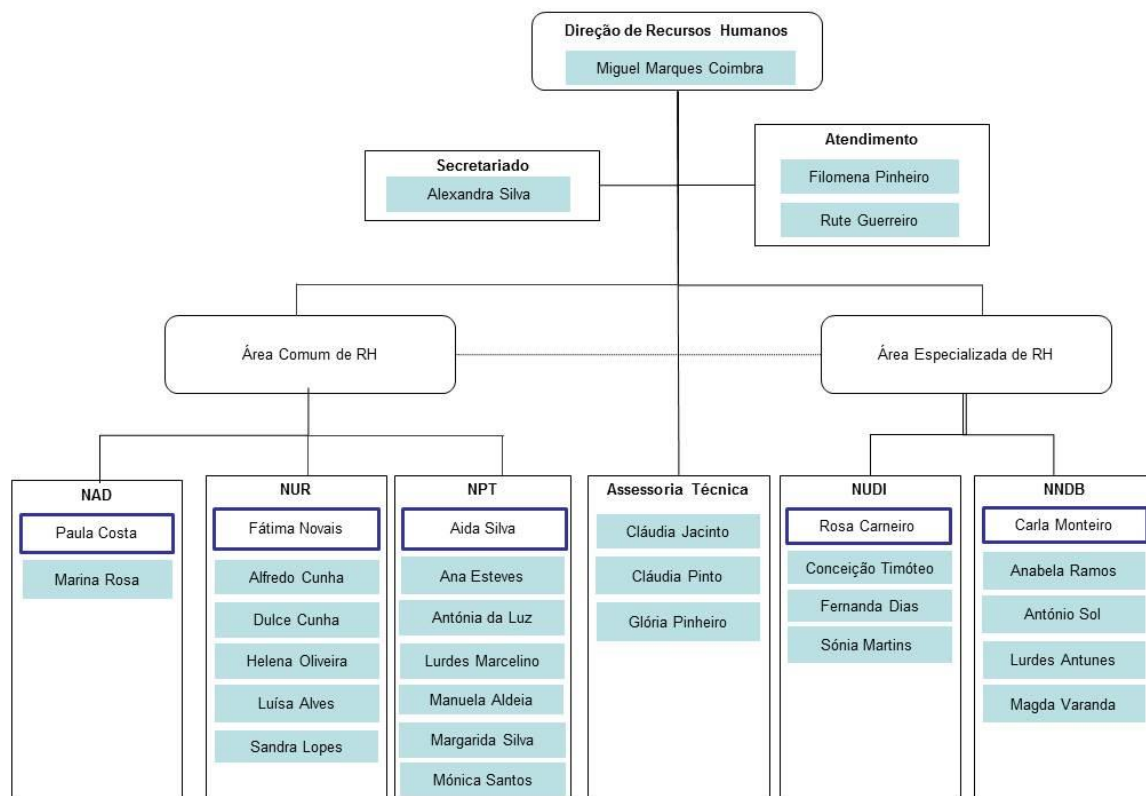 Direção de Recursos Humanos
Miguel Marques Coimbra
Secretariado
Alexandra Silva
Atendimento
Filomena Pinheiro
Rute Guerreiro
Área Comum de RH
Área Especializada de RH
NAD
Paula Costa
Marina Rosa
NUR
Fátima Novais
Alfredo Cunha
Dulce Cunha
Helena Oliveira
Luísa Alves
Sandra Lopes
NPT
Aida Silva
Ana Esteves
Antónia da Luz
Lurdes Marcelino
Manuela Aldeia
Margarida Silva
Mónica Santos
Assessoria Técnica
Cláudia Jacinto
Cláudia Pinto
Glória Pinheiro
NUDI
Rosa Carneiro
Conceição Timóteo
Fernanda Dias
Sónia Martins
NNDB
Carla Monteiro
Anabela Ramos
António Sol
Lurdes Antunes
Magda Varanda